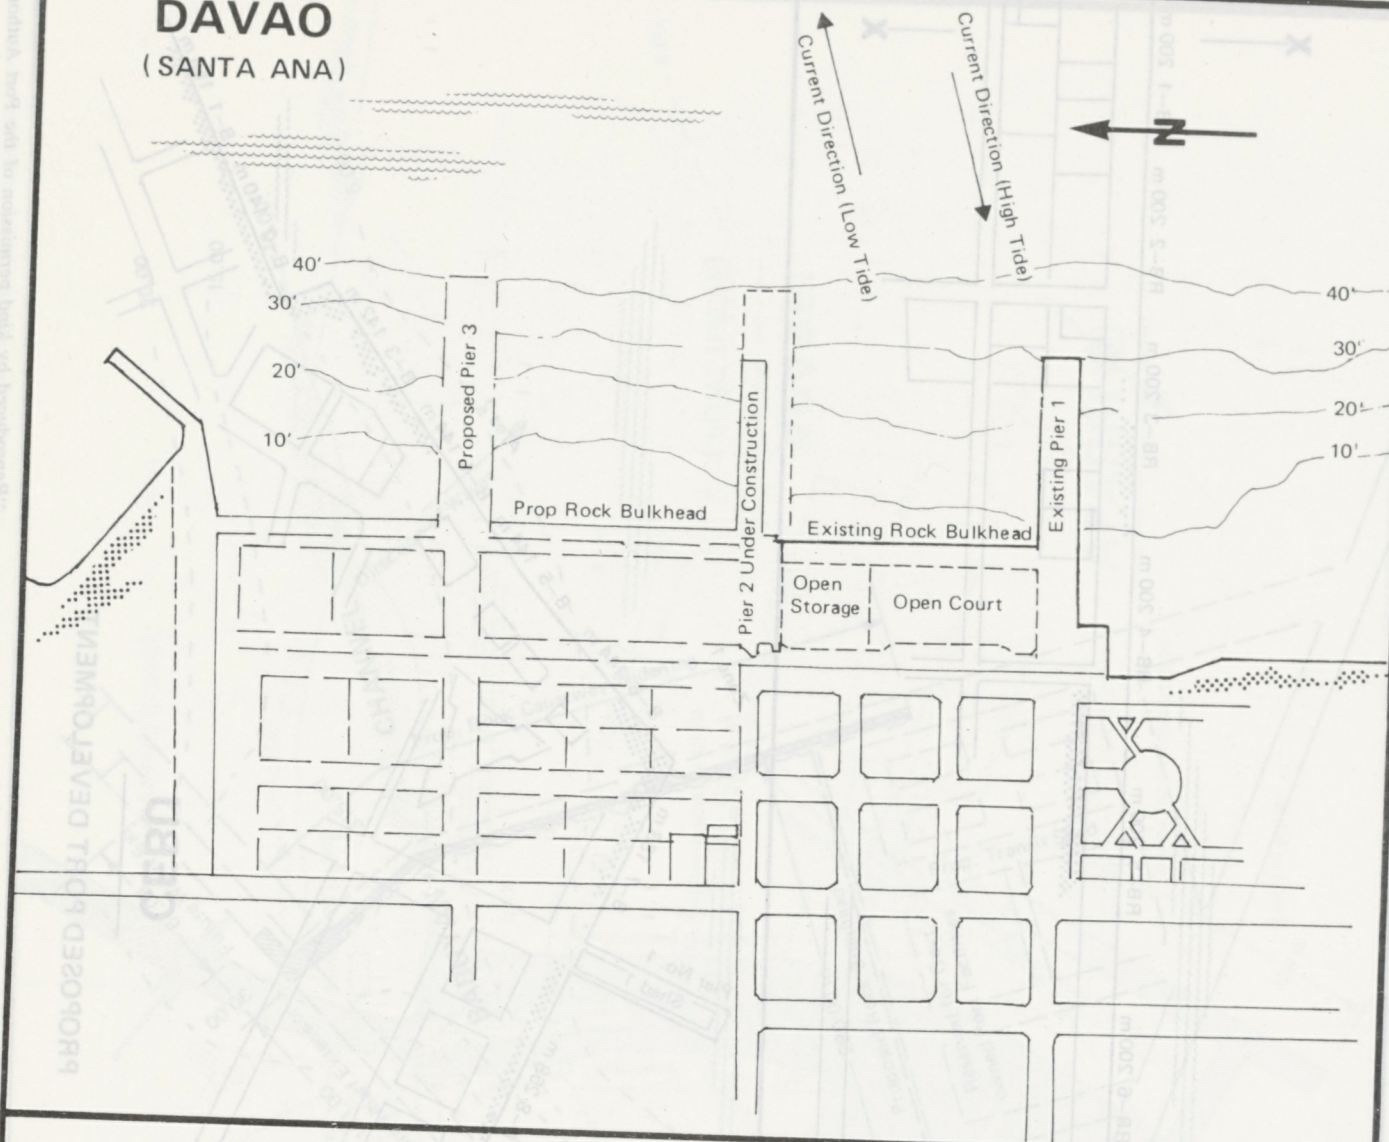 DAVAO
(SANTA ANA)
Current Direction (Low Tide)
Current Direction (High Tide)
N
40'
30'
20'
10'
Proposed Pier 3
Prop Rock Bulkhead
Pier 2 Under Construction
Existing Rock Bulkhead
Existing Pier 1
40'
30'
20'
10'
Open
Storage
Open Court
PROPOSED PORT DEVELOPMENT
CEBU